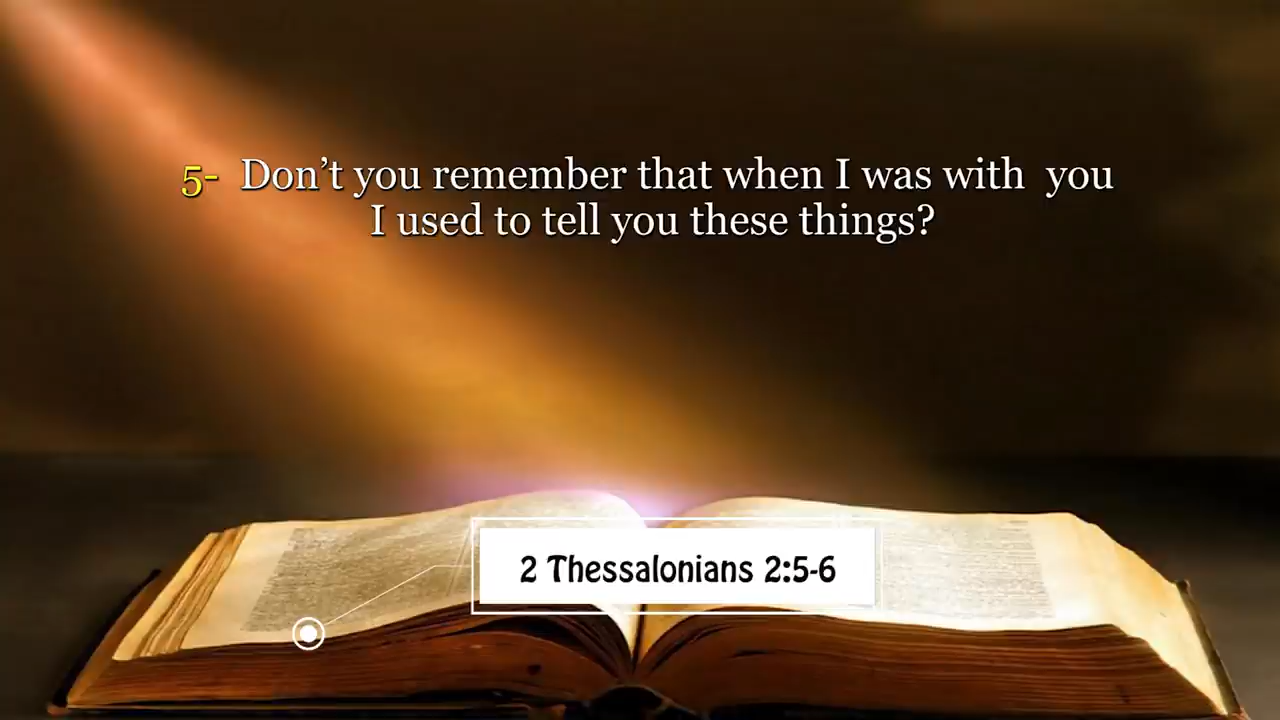 5- Don’t you remember that when I was with you
I used to tell you these things?
2 Thessalonians 2:5-6